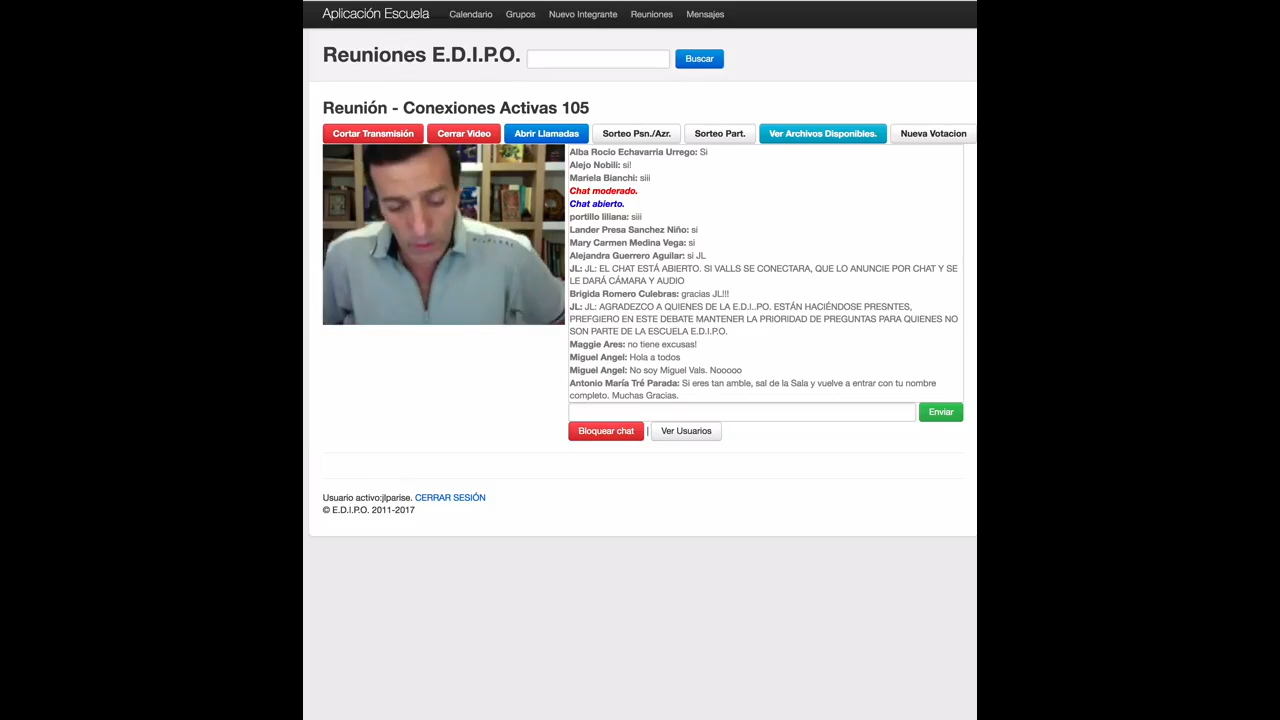 Aplicación Escuela Calendario Grupos Nuevo Integrante Reuniones Mensajes
Reuniones E.D.I.P.O. Buscar
Reunión - Conexiones Activas 105
Cortar Transmisión Cerrar Video Abrir Llamadas Sorteo Psn./Azr. Sorteo Part. Ver Archivos Disponibles. Nueva Votacion
Alba Rocio Echavarria Urrego: Si
Alejo Nobili: si!
Mariela Bianchi: siii
Chat moderado.
Chat abierto.
portillo liliana: siii
Lander Presa Sanchez Niño: si
Mary Carmen Medina Vega: si
Alejandra Guerrero Aguilar: si JL
JL: JL: EL CHAT ESTÁ ABIERTO. SI VALLS SE CONECTARA, QUE LO ANUNCIE POR CHAT Y SE
LE DARÁ CÁMARA Y AUDIO
Brigida Romero Culebras: gracias JL!!!
JL: JL: AGRADEZCO A QUIENES DE LA E.D.I..PO. ESTÁN HACIÉNDOSE PRESNTES,
PREFGIERO EN ESTE DEBATE MANTENER LA PRIORIDAD DE PREGUNTAS PARA QUIENES NO
SON PARTE DE LA ESCUELA E.D.I.P.O.
Maggie Ares: no tiene excusas!
Miguel Angel: Hola a todos
Miguel Angel: No soy Miguel Vals. Nooooo
Antonio María Tré Parada: Si eres tan amble, sal de la Sala y vuelve a entrar con tu nombre
completo. Muchas Gracias.
Enviar
Bloquear chat | Ver Usuarios
Usuario activo:jlparise. CERRAR SESIÓN
© E.D.I.P.O. 2011-2017